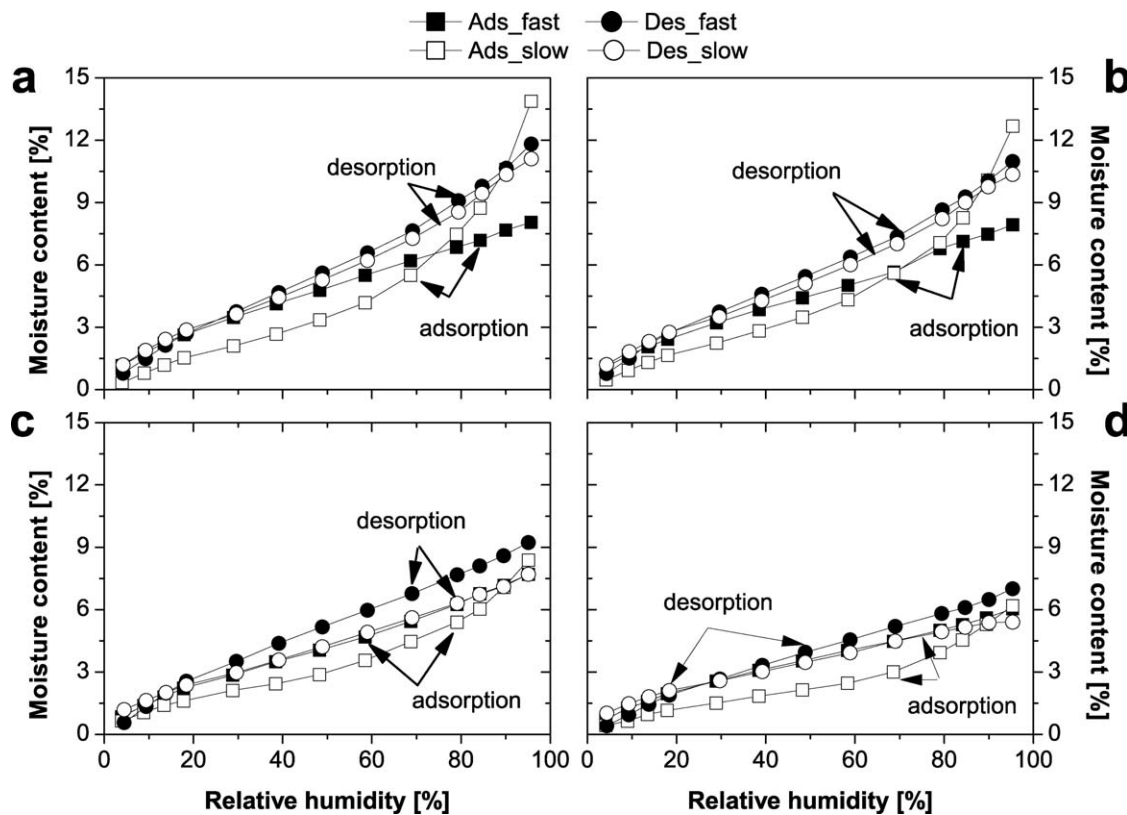 Ads_fast Des_fast
Ads_slow Des_slow
a
b
15
12
9
6
3
0
Moisture content [%]
desorption
adsorption
desorption
adsorption
15
12
9
6
3
0
Moisture content [%]
c
d
15
12
9
6
3
0
Moisture content [%]
desorption
adsorption
0 20 40 60 80 100
Relative humidity [%]
desorption
adsorption
15
12
9
6
3
0
Moisture content [%]
0 20 40 60 80 100
Relative humidity [%]